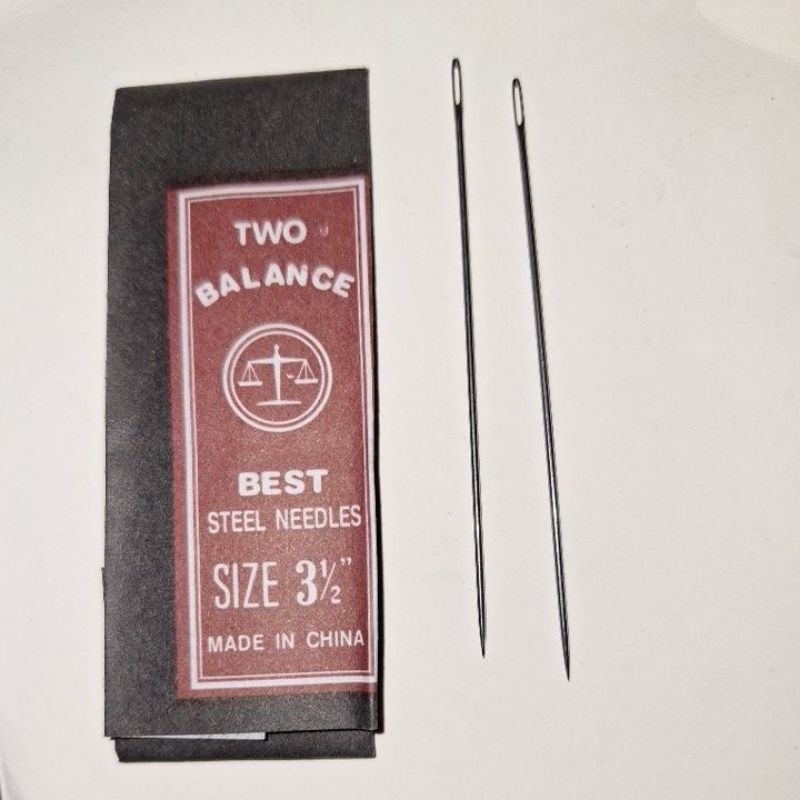 TWO
BALANCE
BEST
STEEL NEEDLES
SIZE 3½"
MADE IN CHINA